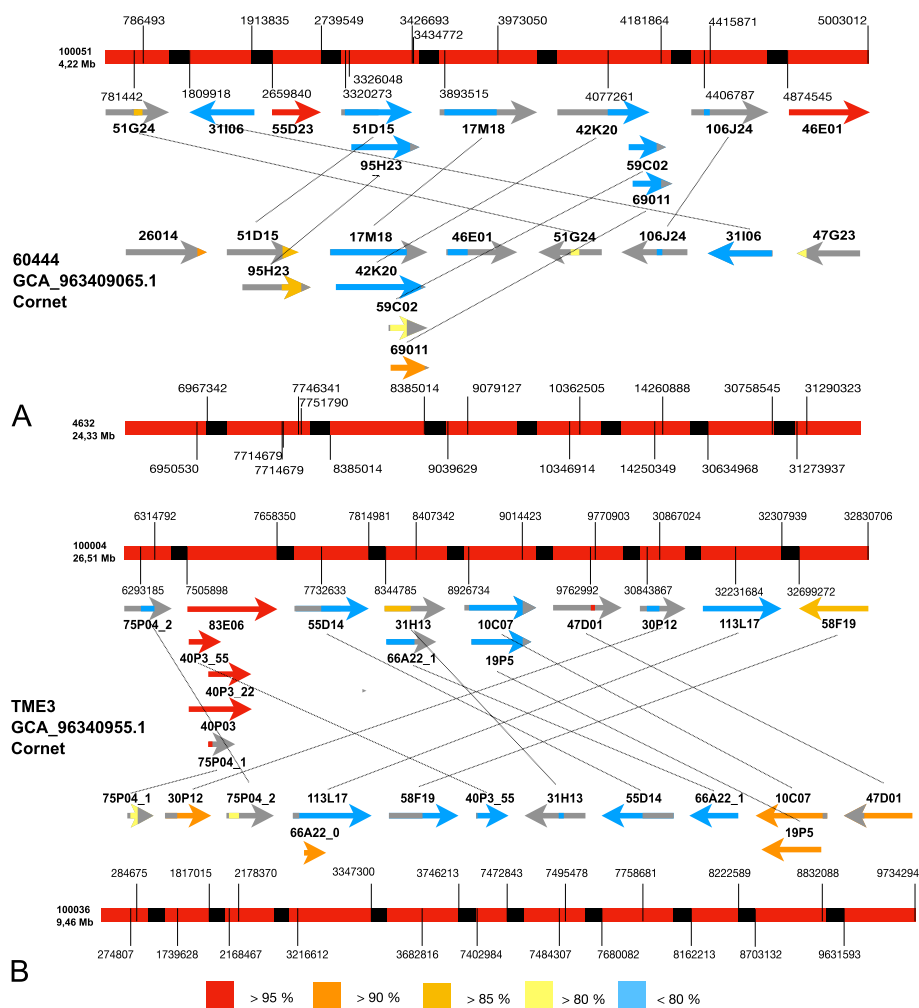 786493 1913835 2739549 3426693 3973050 4181864 4415871 5003012
3434772
100051
4,22 Mb
3326048
781442 1809918 2659840 3320273 3893515 4077261 4406787 4874545
51G24 31I06 55D23 51D15 17M18 42K20 106J24 46E01
95H23 59C02
69011
26014 51D15 17M18 46E01 51G24 106J24 31I06 47G23
60444
GCA_963409065.1
Cornet
95H23 42K20
59C02
69011
A
6967342 7746341 8385014 9079127 10362505 14260888 30758545 31290323
7751790
4632
24,33 Mb
7714679
6950530 7714679 8385014 9039629 10346914 14250349 30634968 31273937
6314792 7658350 7814981 8407342 9014423 9770903 30867024 32307939 32830706
100004
26,51 Mb
6293185 7505898 7732633 8344785 8926734 9762992 30843867 32231684 32699272
75P04_2 83E06 55D14 31H13 10C07 47D01 30P12 113L17 58F19
40P3_55 66A22_1 19P5
40P3_22
40P03
75P04_1
TME3
GCA_96340955.1
Cornet
75P04_1 30P12 75P04_2 113L17 58F19 40P3_55 31H13 55D14 66A22_1 10C07 47D01
66A22_0 19P5
284675 1817015 2178370 3347300 3746213 7472843 7495478 7758681 8222589 8832088 9734294
100036
9,46 Mb
274807 1739628 2168467 3216612 3682816 7402984 7484307 7680082 8162213 8703132 9631593
B
> 95 % > 90 % > 85 % > 80 % < 80 %